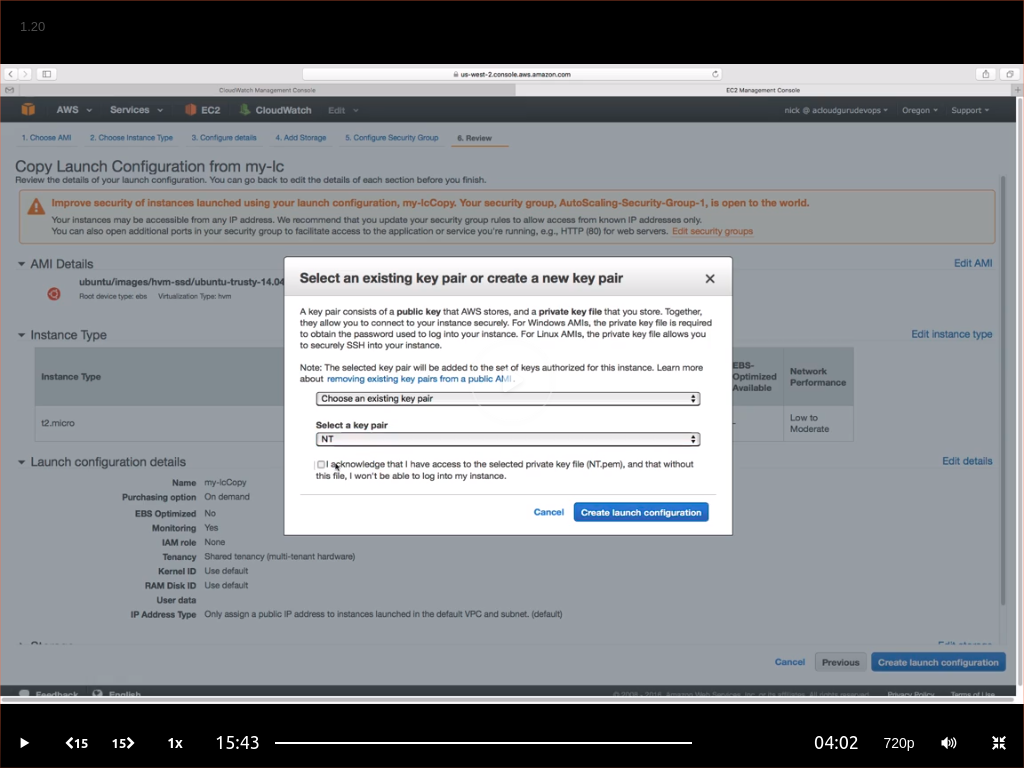 1.20
us-west-2.console.aws.amazon.com
CloudWatch Management Console
EC2 Management Console
AWS Services EC2 CloudWatch Edit nick @ acloudgurudevops Oregon Support
1. Choose AMI 2. Choose Instance Type 3. Configure details 4. Add Storage 5. Configure Security Group 6. Review
Copy Launch Configuration from my-lc
Review the details of your launch configuration. You can go back to edit the details of each section before you finish.
Improve security of instances launched using your launch configuration, my-lcCopy. Your security group, AutoScaling-Security-Group-1, is open to the world.
Your instances may be accessible from any IP address. We recommend that you update your security group rules to allow access from known IP addresses only.
You can also open additional ports in your security group to facilitate access to the application or service you're running, e.g., HTTP (80) for web servers. Edit security groups
AMI Details Edit AMI
ubuntu/images/hvm-ssd/ubuntu-trusty-14.04
Root device type: ebs Virtualization Type: hvm
Instance Type Edit instance type
Instance Type
EBS-
Optimized
Available
Network
Performance
t2.micro
-
Low to
Moderate
Select an existing key pair or create a new key pair
A key pair consists of a public key that AWS stores, and a private key file that you store. Together,
they allow you to connect to your instance securely. For Windows AMIs, the private key file is required
to obtain the password used to log into your instance. For Linux AMIs, the private key file allows you
to securely SSH into your instance.
Note: The selected key pair will be added to the set of keys authorized for this instance. Learn more
about removing existing key pairs from a public AMI.
Choose an existing key pair
Select a key pair
NT
I acknowledge that I have access to the selected private key file (NT.pem), and that without
this file, I won't be able to log into my instance.
Cancel Create launch configuration
Launch configuration details Edit details
Name my-lcCopy
Purchasing option On demand
EBS Optimized No
Monitoring Yes
IAM role None
Tenancy Shared tenancy (multi-tenant hardware)
Kernel ID Use default
RAM Disk ID Use default
User data
IP Address Type Only assign a public IP address to instances launched in the default VPC and subnet. (default)
Storage Edit storage
Cancel Previous Create launch configuration
Feedback English © 2008 - 2016, Amazon Web Services, Inc. or its affiliates. All rights reserved. Privacy Policy Terms of Use
15 15 1x 15:43 04:02 720p